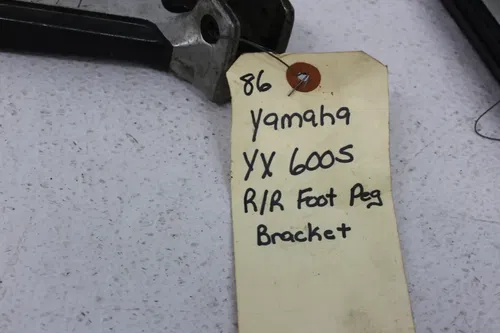 86
Yamaha
YX 600S
R/R Foot Peg
Bracket